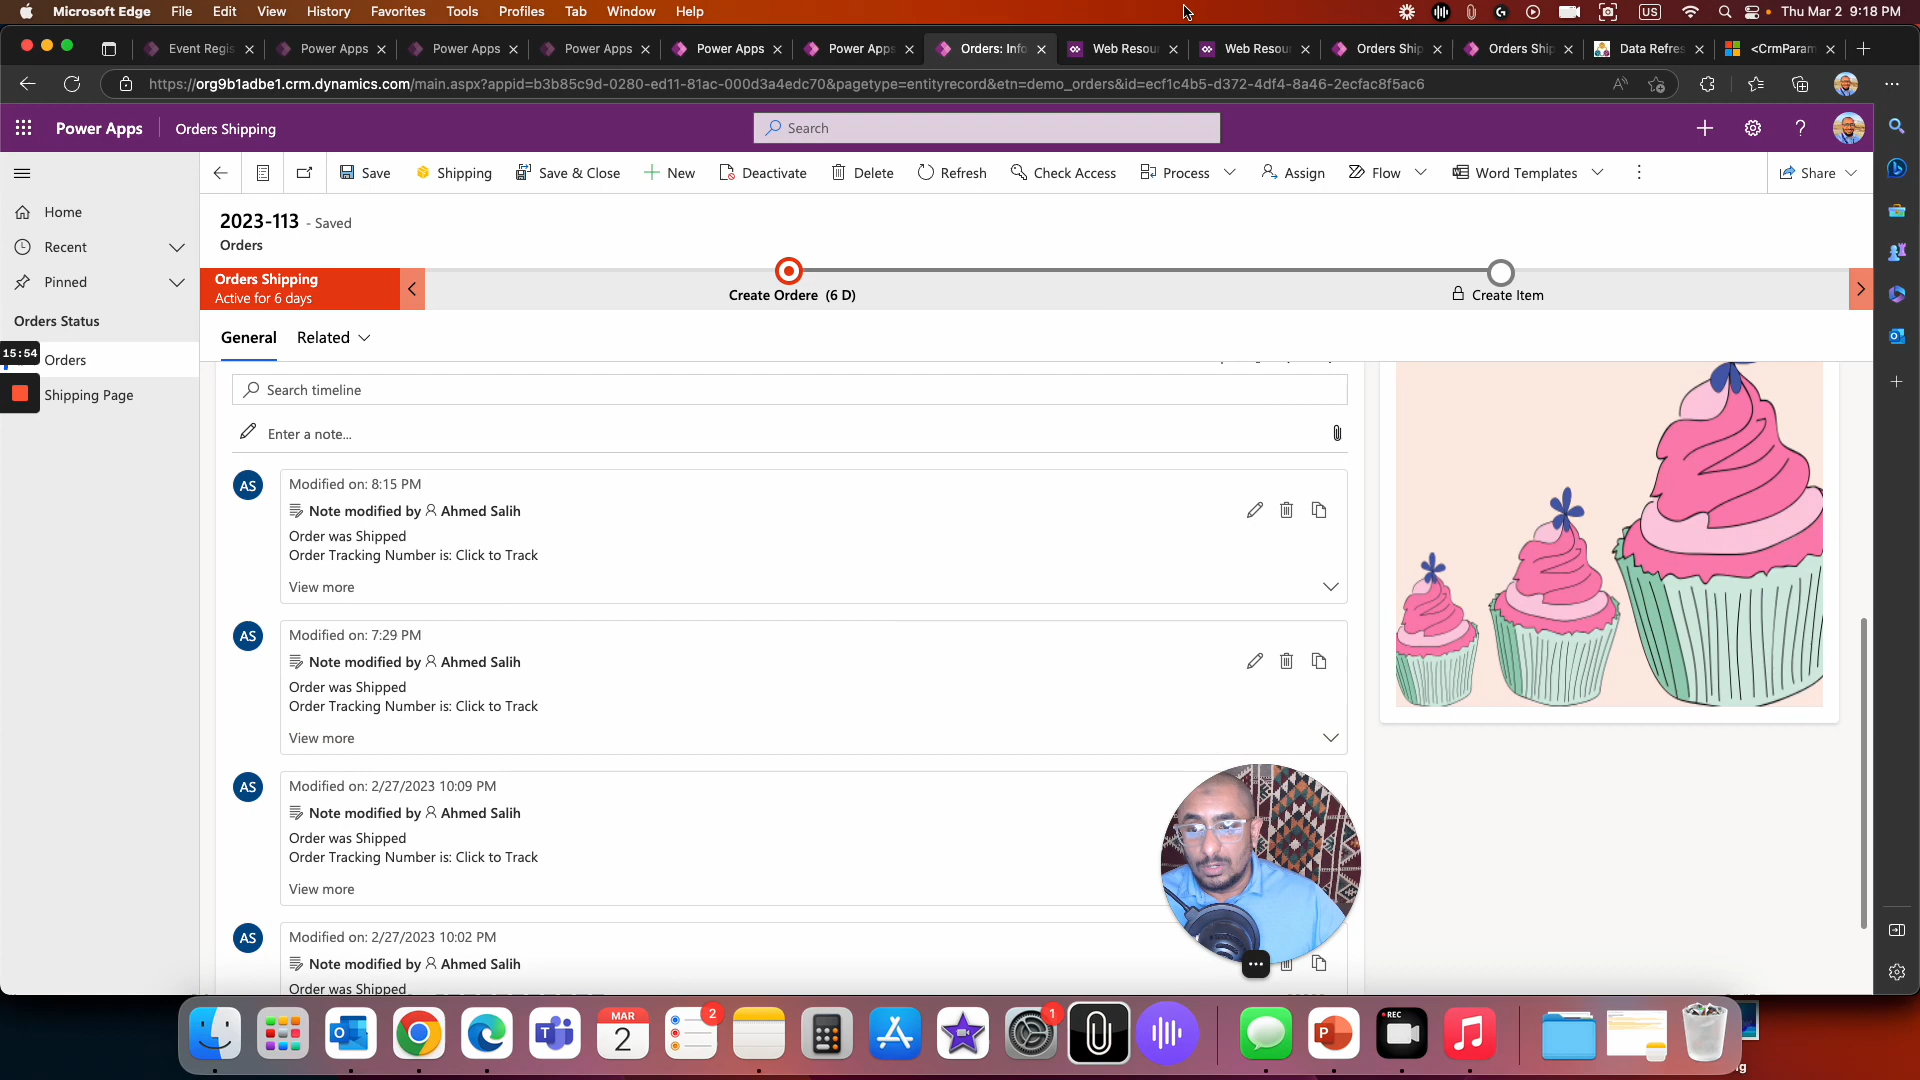 Microsoft Edge File Edit View History Favorites Tools Profiles Tab Window Help US Thu Mar 2 9:18 PM
Event Regis Power Apps Power Apps Power Apps Power Apps Power Apps Orders: Info Web Resour Web Resour Orders Ship Orders Ship Data Refres <CrmParam
https://org9b1adbe1.crm.dynamics.com/main.aspx?appid=b3b85c9d-0280-ed11-81ac-000d3a4edc70&pagetype=entityrecord&etn=demo_orders&id=ecf1c4b5-d372-4df4-8a46-2ecfac8f5ac6
Power Apps Orders Shipping Search
Save Shipping Save & Close New Deactivate Delete Refresh Check Access Process Assign Flow Word Templates Share
Home
Recent
Pinned
Orders Status
15:54
Orders
Shipping Page
2023-113 - Saved
Orders
Orders Shipping
Active for 6 days
Create Ordere (6 D)
Create Item
General Related
Search timeline
Enter a note...
AS
Modified on: 8:15 PM
Note modified by Ahmed Salih
Order was Shipped
Order Tracking Number is: Click to Track
View more
AS
Modified on: 7:29 PM
Note modified by Ahmed Salih
Order was Shipped
Order Tracking Number is: Click to Track
View more
AS
Modified on: 2/27/2023 10:09 PM
Note modified by Ahmed Salih
Order was Shipped
Order Tracking Number is: Click to Track
View more
AS
Modified on: 2/27/2023 10:02 PM
Note modified by Ahmed Salih
Order was Shipped
MAR
2
2
1
REC